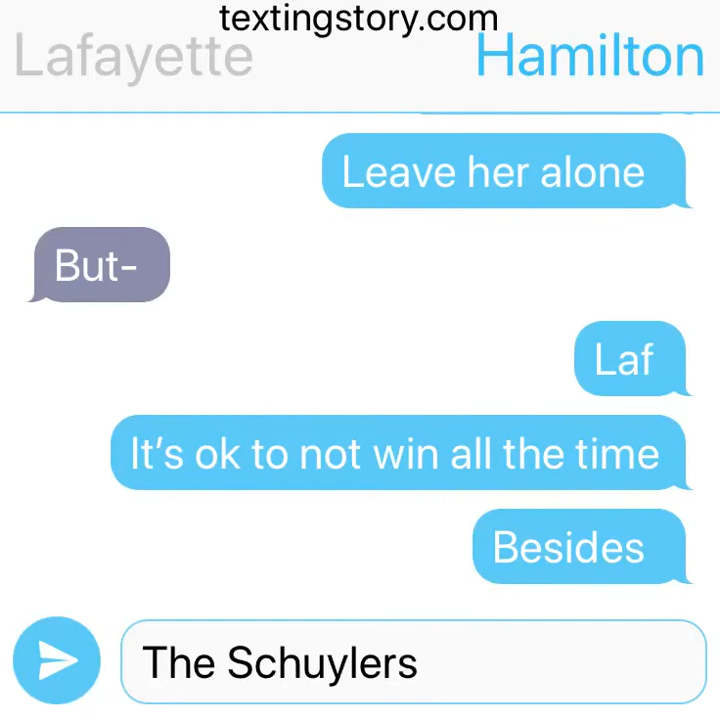 textingstory.com
Lafayette Hamilton
Leave her alone
But-
Laf
It's ok to not win all the time
Besides
The Schuylers